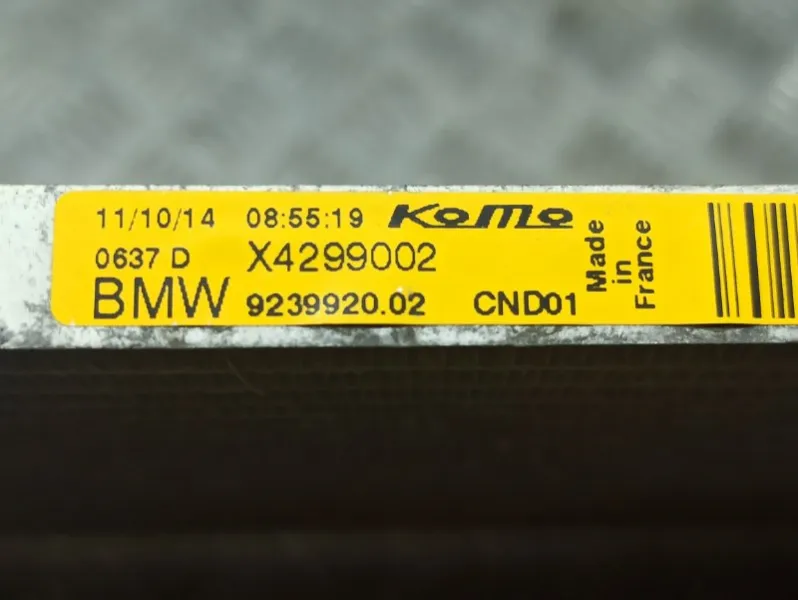 11/10/14 08:55:19 KoMo
0637 D X4299002
BMW 9239920.02 CND01
Made
in
France